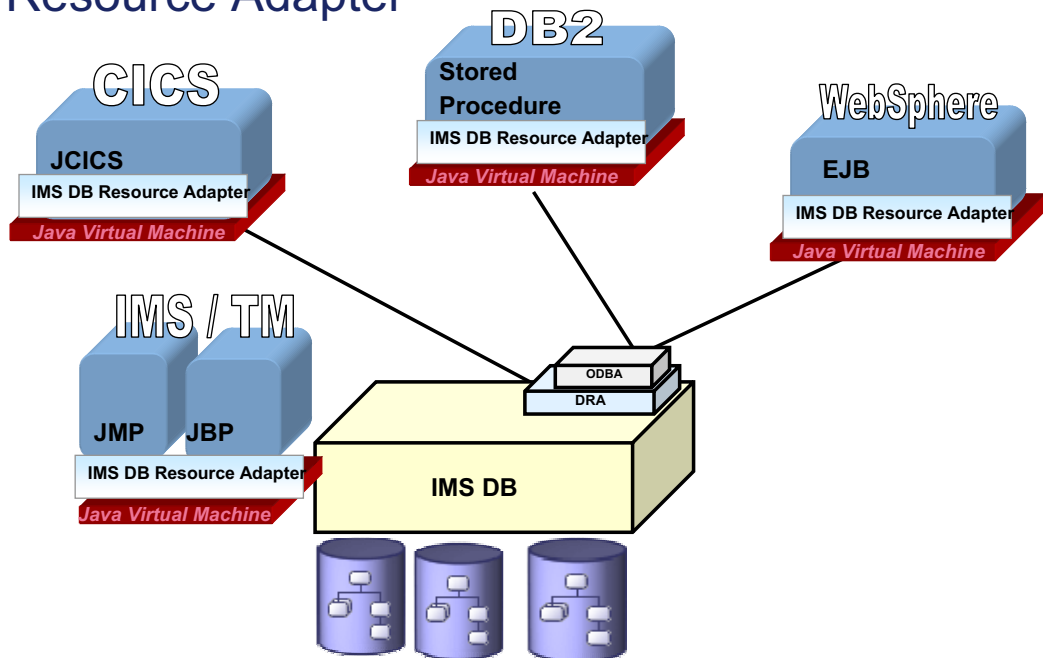 Resource Adapter
CICS
JCICS
IMS DB Resource Adapter
Java Virtual Machine
DB2
Stored
Procedure
IMS DB Resource Adapter
Java Virtual Machine
WebSphere
EJB
IMS DB Resource Adapter
Java Virtual Machine
IMS / TM
JMP
JBP
IMS DB Resource Adapter
Java Virtual Machine
ODBA
DRA
IMS DB